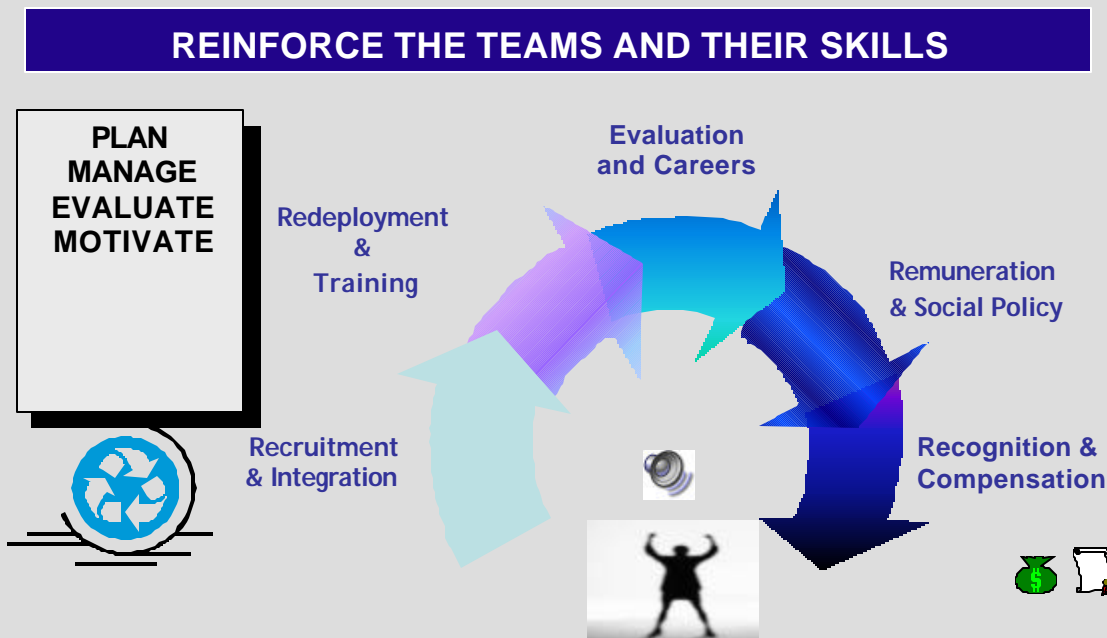 REINFORCE THE TEAMS AND THEIR SKILLS
PLAN
MANAGE
EVALUATE
MOTIVATE
Evaluation
and Careers
Redeployment
&
Training
Remuneration
& Social Policy
Recruitment
& Integration
Recognition &
Compensation
$